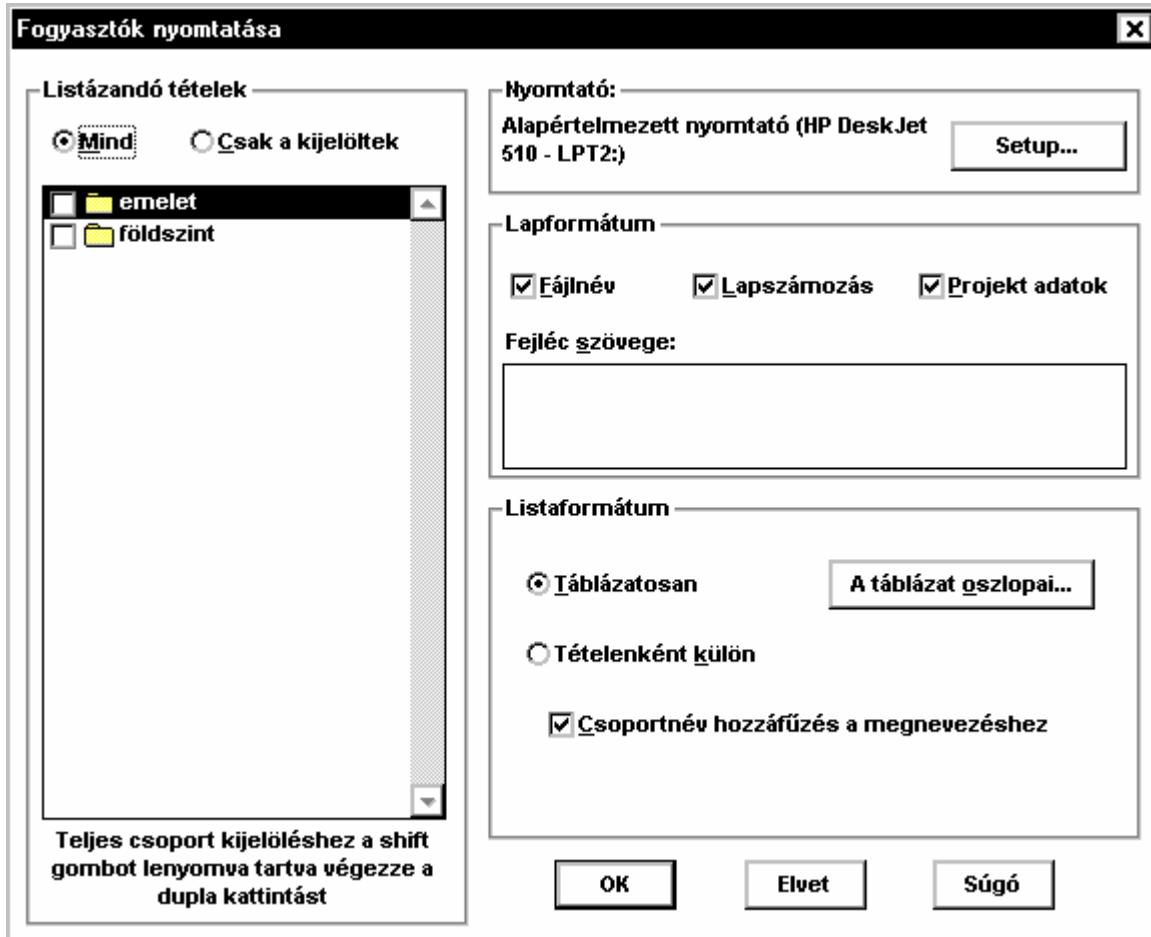 Fogyasztók nyomtatása
Listázandó tételek
Mind
Csak a kijelöltek
emelet
földszint
Teljes csoport kijelöléshez a shift
gombot lenyomva tartva végezze a
dupla kattintást
Nyomtató:
Alapértelmezett nyomtató (HP DeskJet
510 - LPT2:)
Setup...
Lapformátum
Fájlnév
Lapszámozás
Projekt adatok
Fejléc szövege:
Listaformátum
Táblázatosan
A táblázat oszlopai...
Tételenként külön
Csoportnév hozzáfűzés a megnevezéshez
OK
Elvet
Súgó